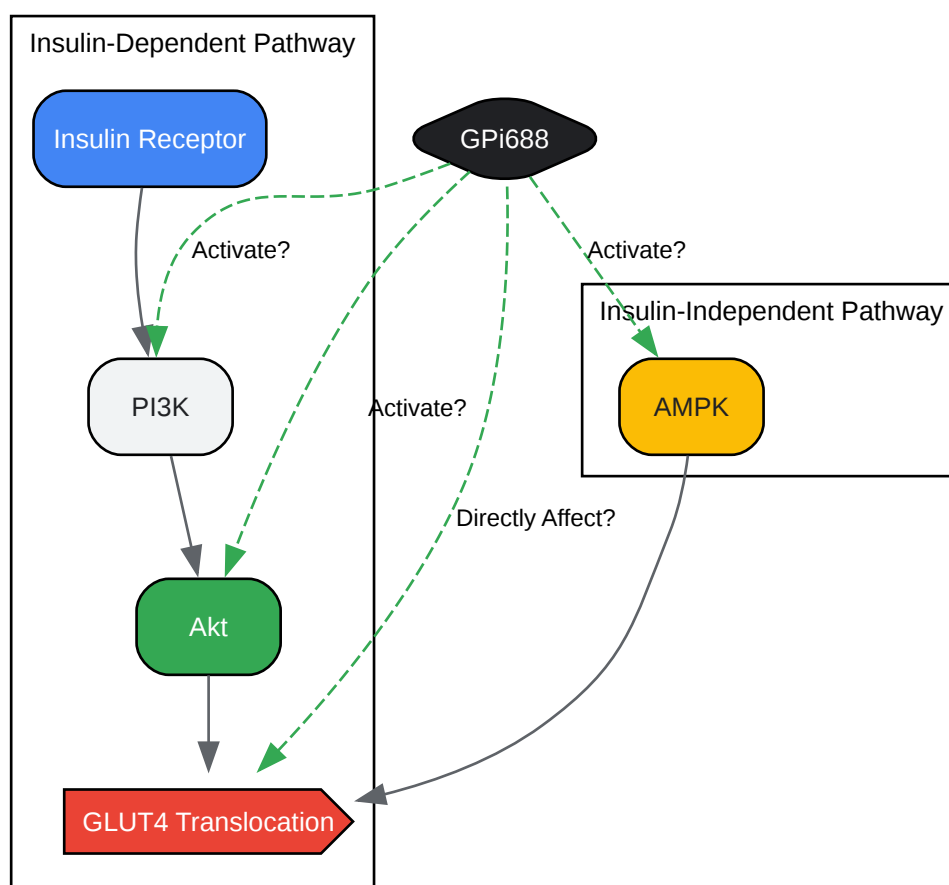 Insulin-Dependent Pathway
Insulin Receptor
GPi688
Activate?
Activate?
Insulin-Independent Pathway
PI3K
Activate?
AMPK
Directly Affect?
Akt
GLUT4 Translocation